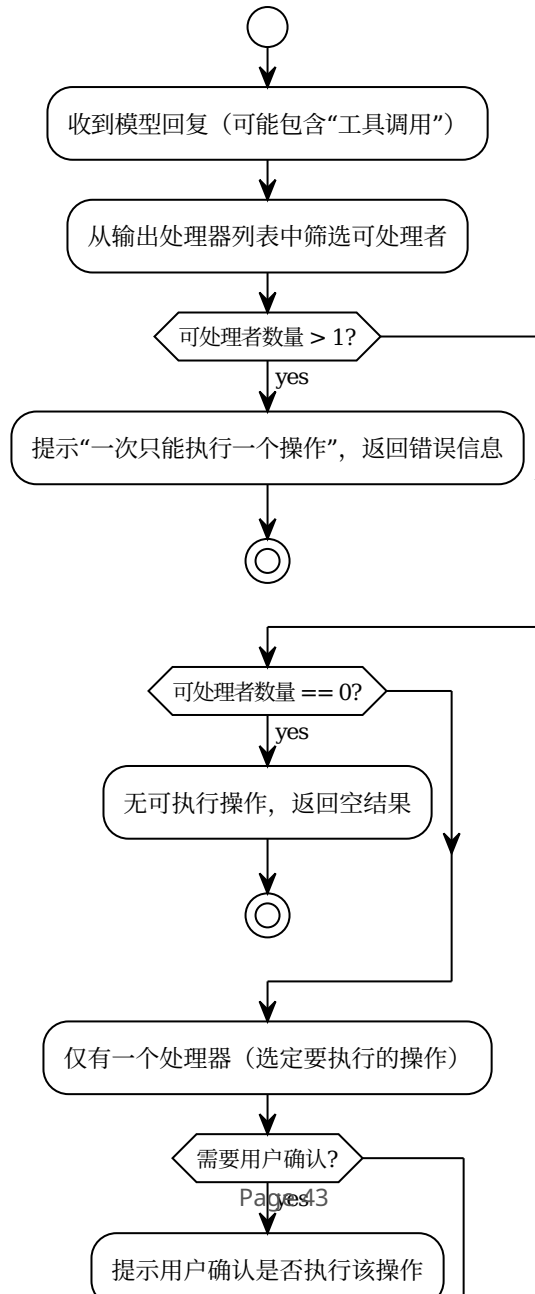 收到模型回复（可能包含“工具调用”）
从输出处理器列表中筛选可处理者
可处理者数量 > 1?
yes
提示“一次只能执行一个操作”，返回错误信息
可处理者数量 == 0?
yes
无可执行操作，返回空结果
仅有一个处理器（选定要执行的操作）
需要用户确认?
Page 43
yes
提示用户确认是否执行该操作